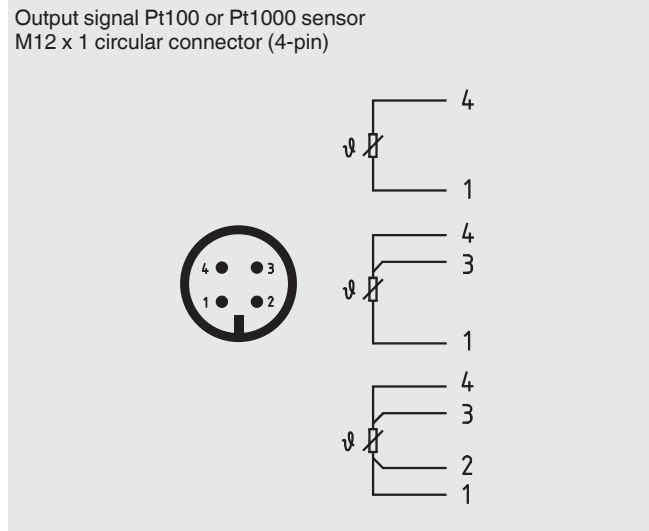 Output signal Pt100 or Pt1000 sensor
M12 x 1 circular connector (4-pin)
4
ϑ
1
4 3
1 2
4
3
ϑ
1
4
3
ϑ
2
1